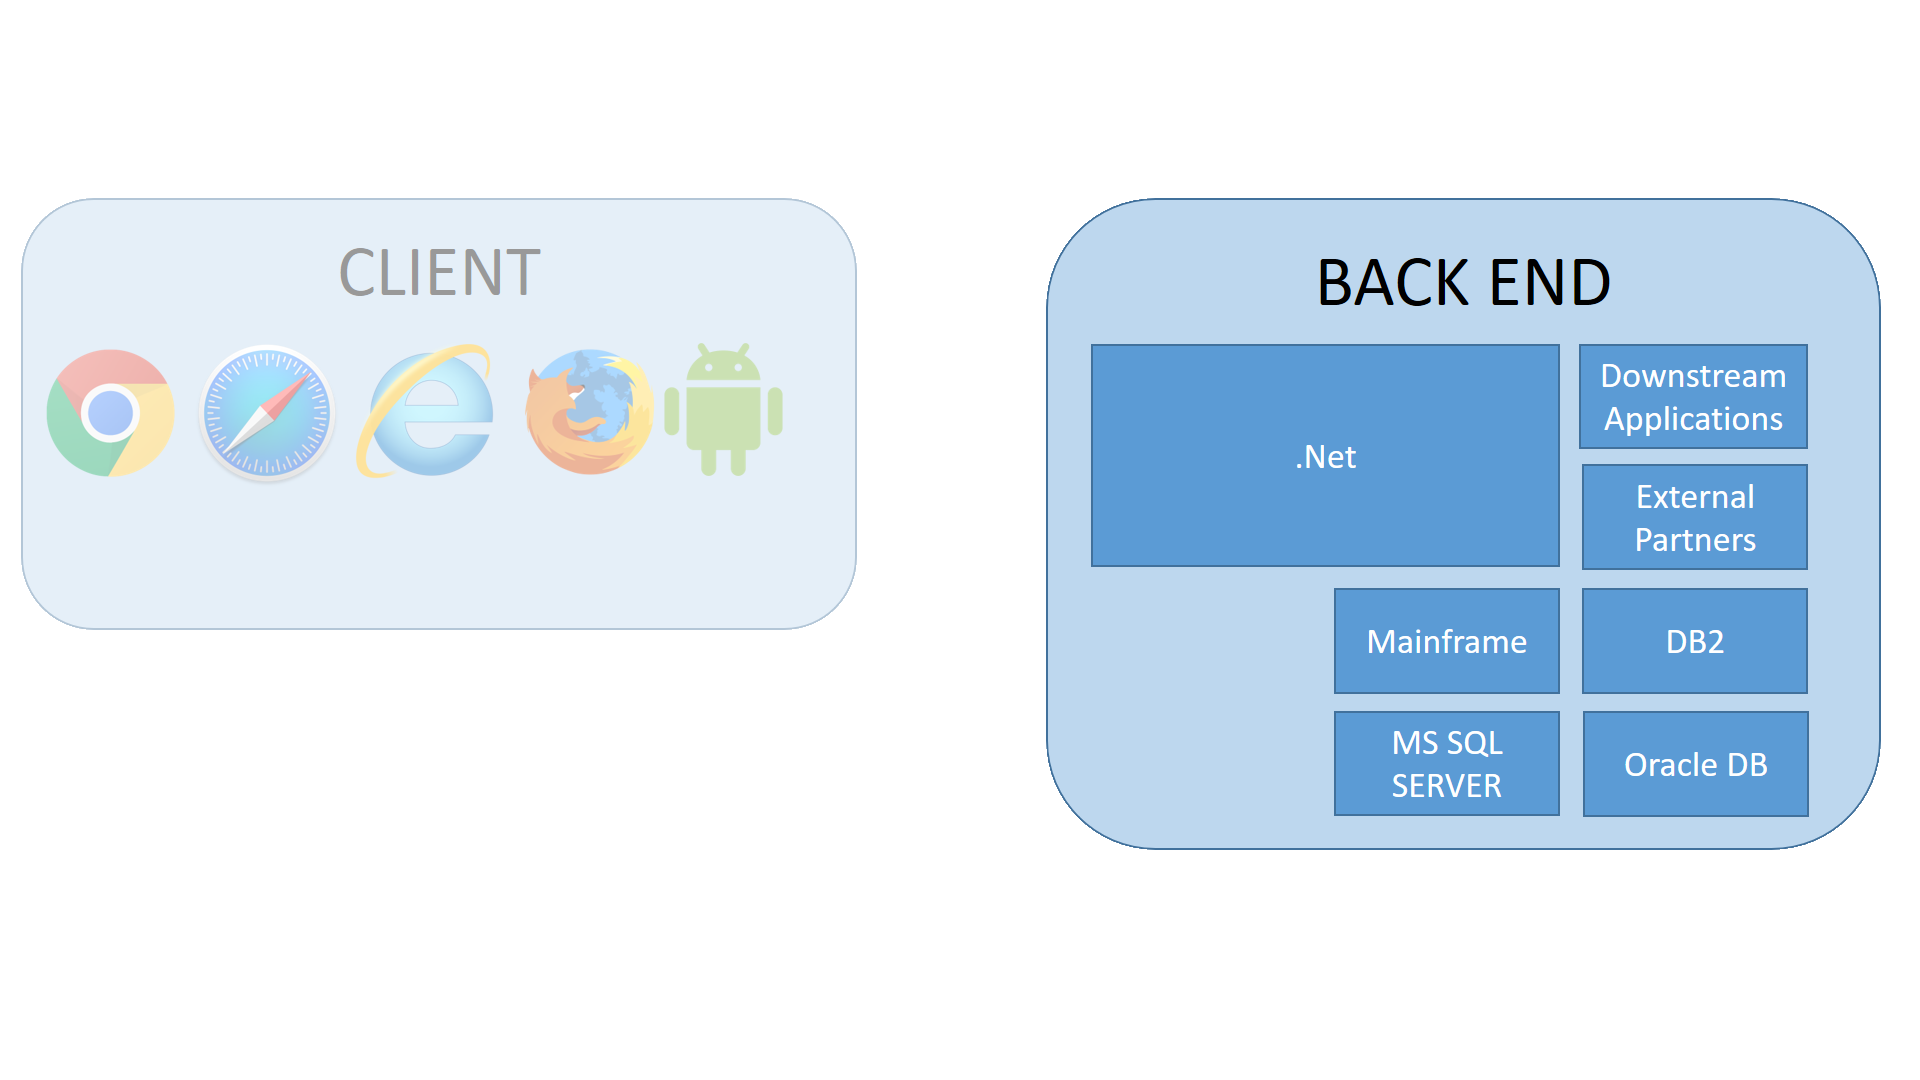 CLIENT
BACK END
.Net
Downstream
Applications
External
Partners
Mainframe
DB2
MS SQL
SERVER
Oracle DB